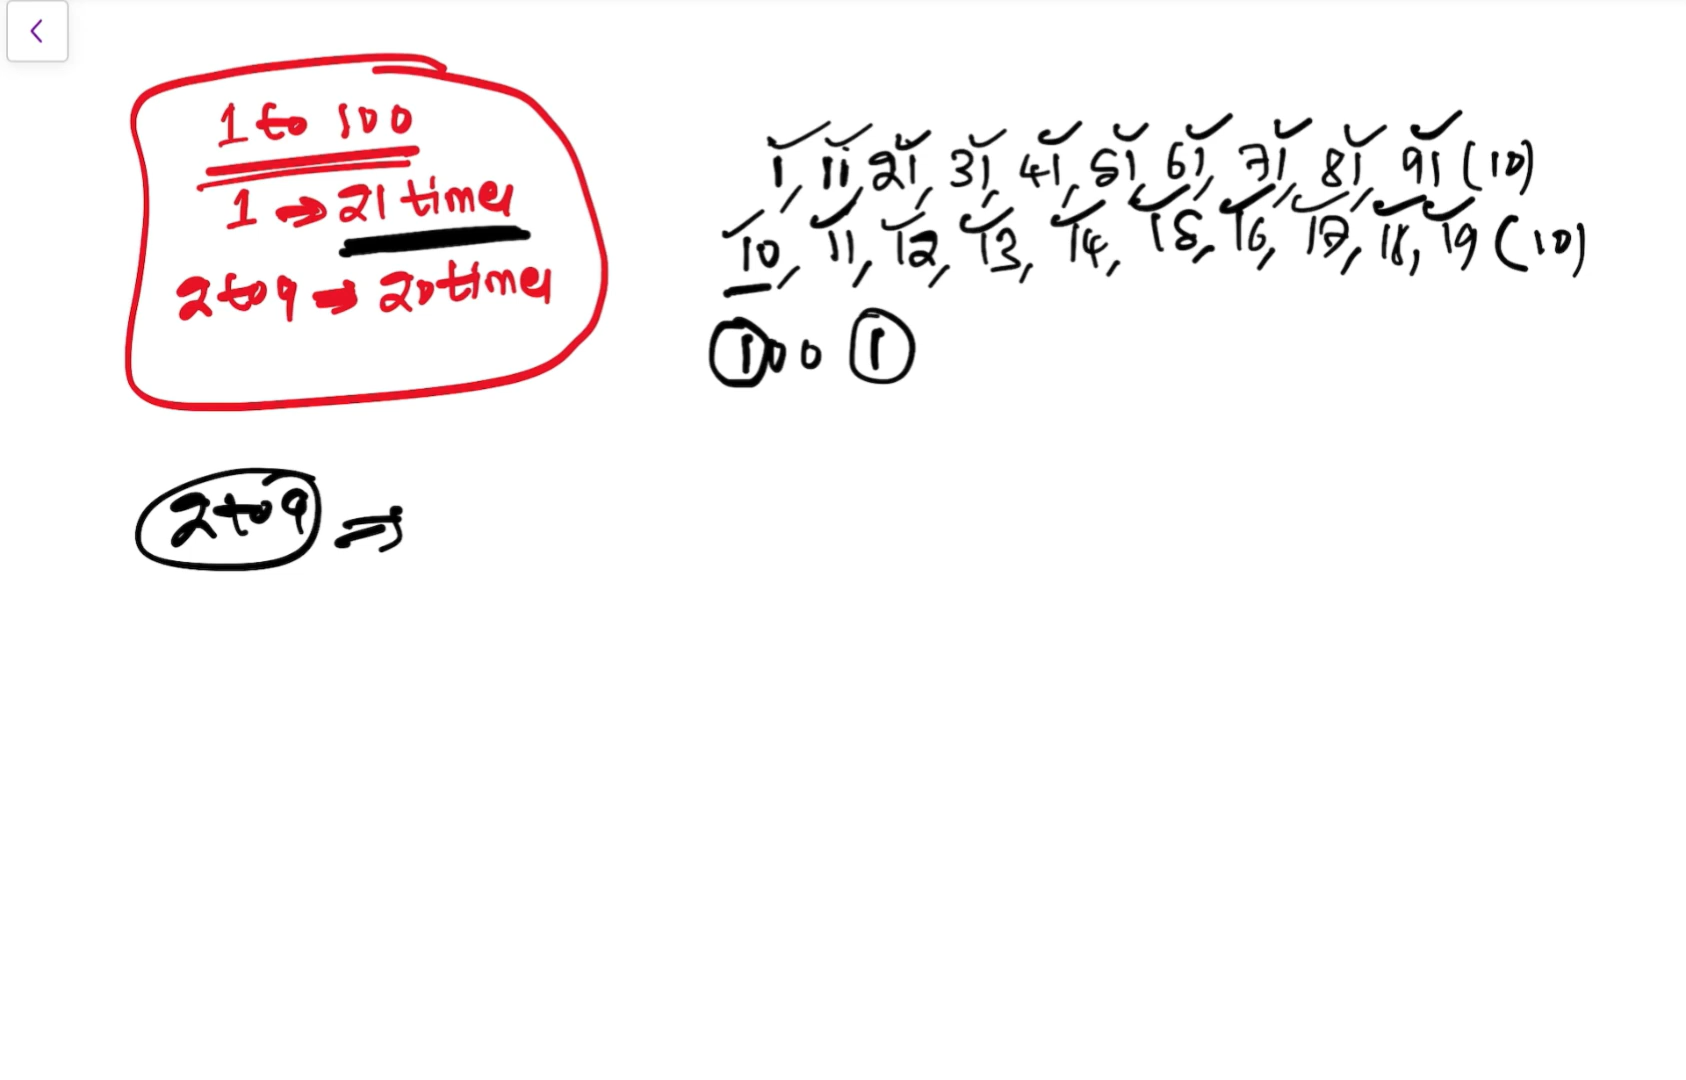 1 to 100
1 ⇒ 21 times
2 to 9 ⇒ 20 times
1, 11, 21, 31, 41, 51, 61, 71, 81, 91 (10)
10, 11, 12, 13, 14, 15, 16, 17, 18, 19 (10)
100 1
2 to 9 ⇒